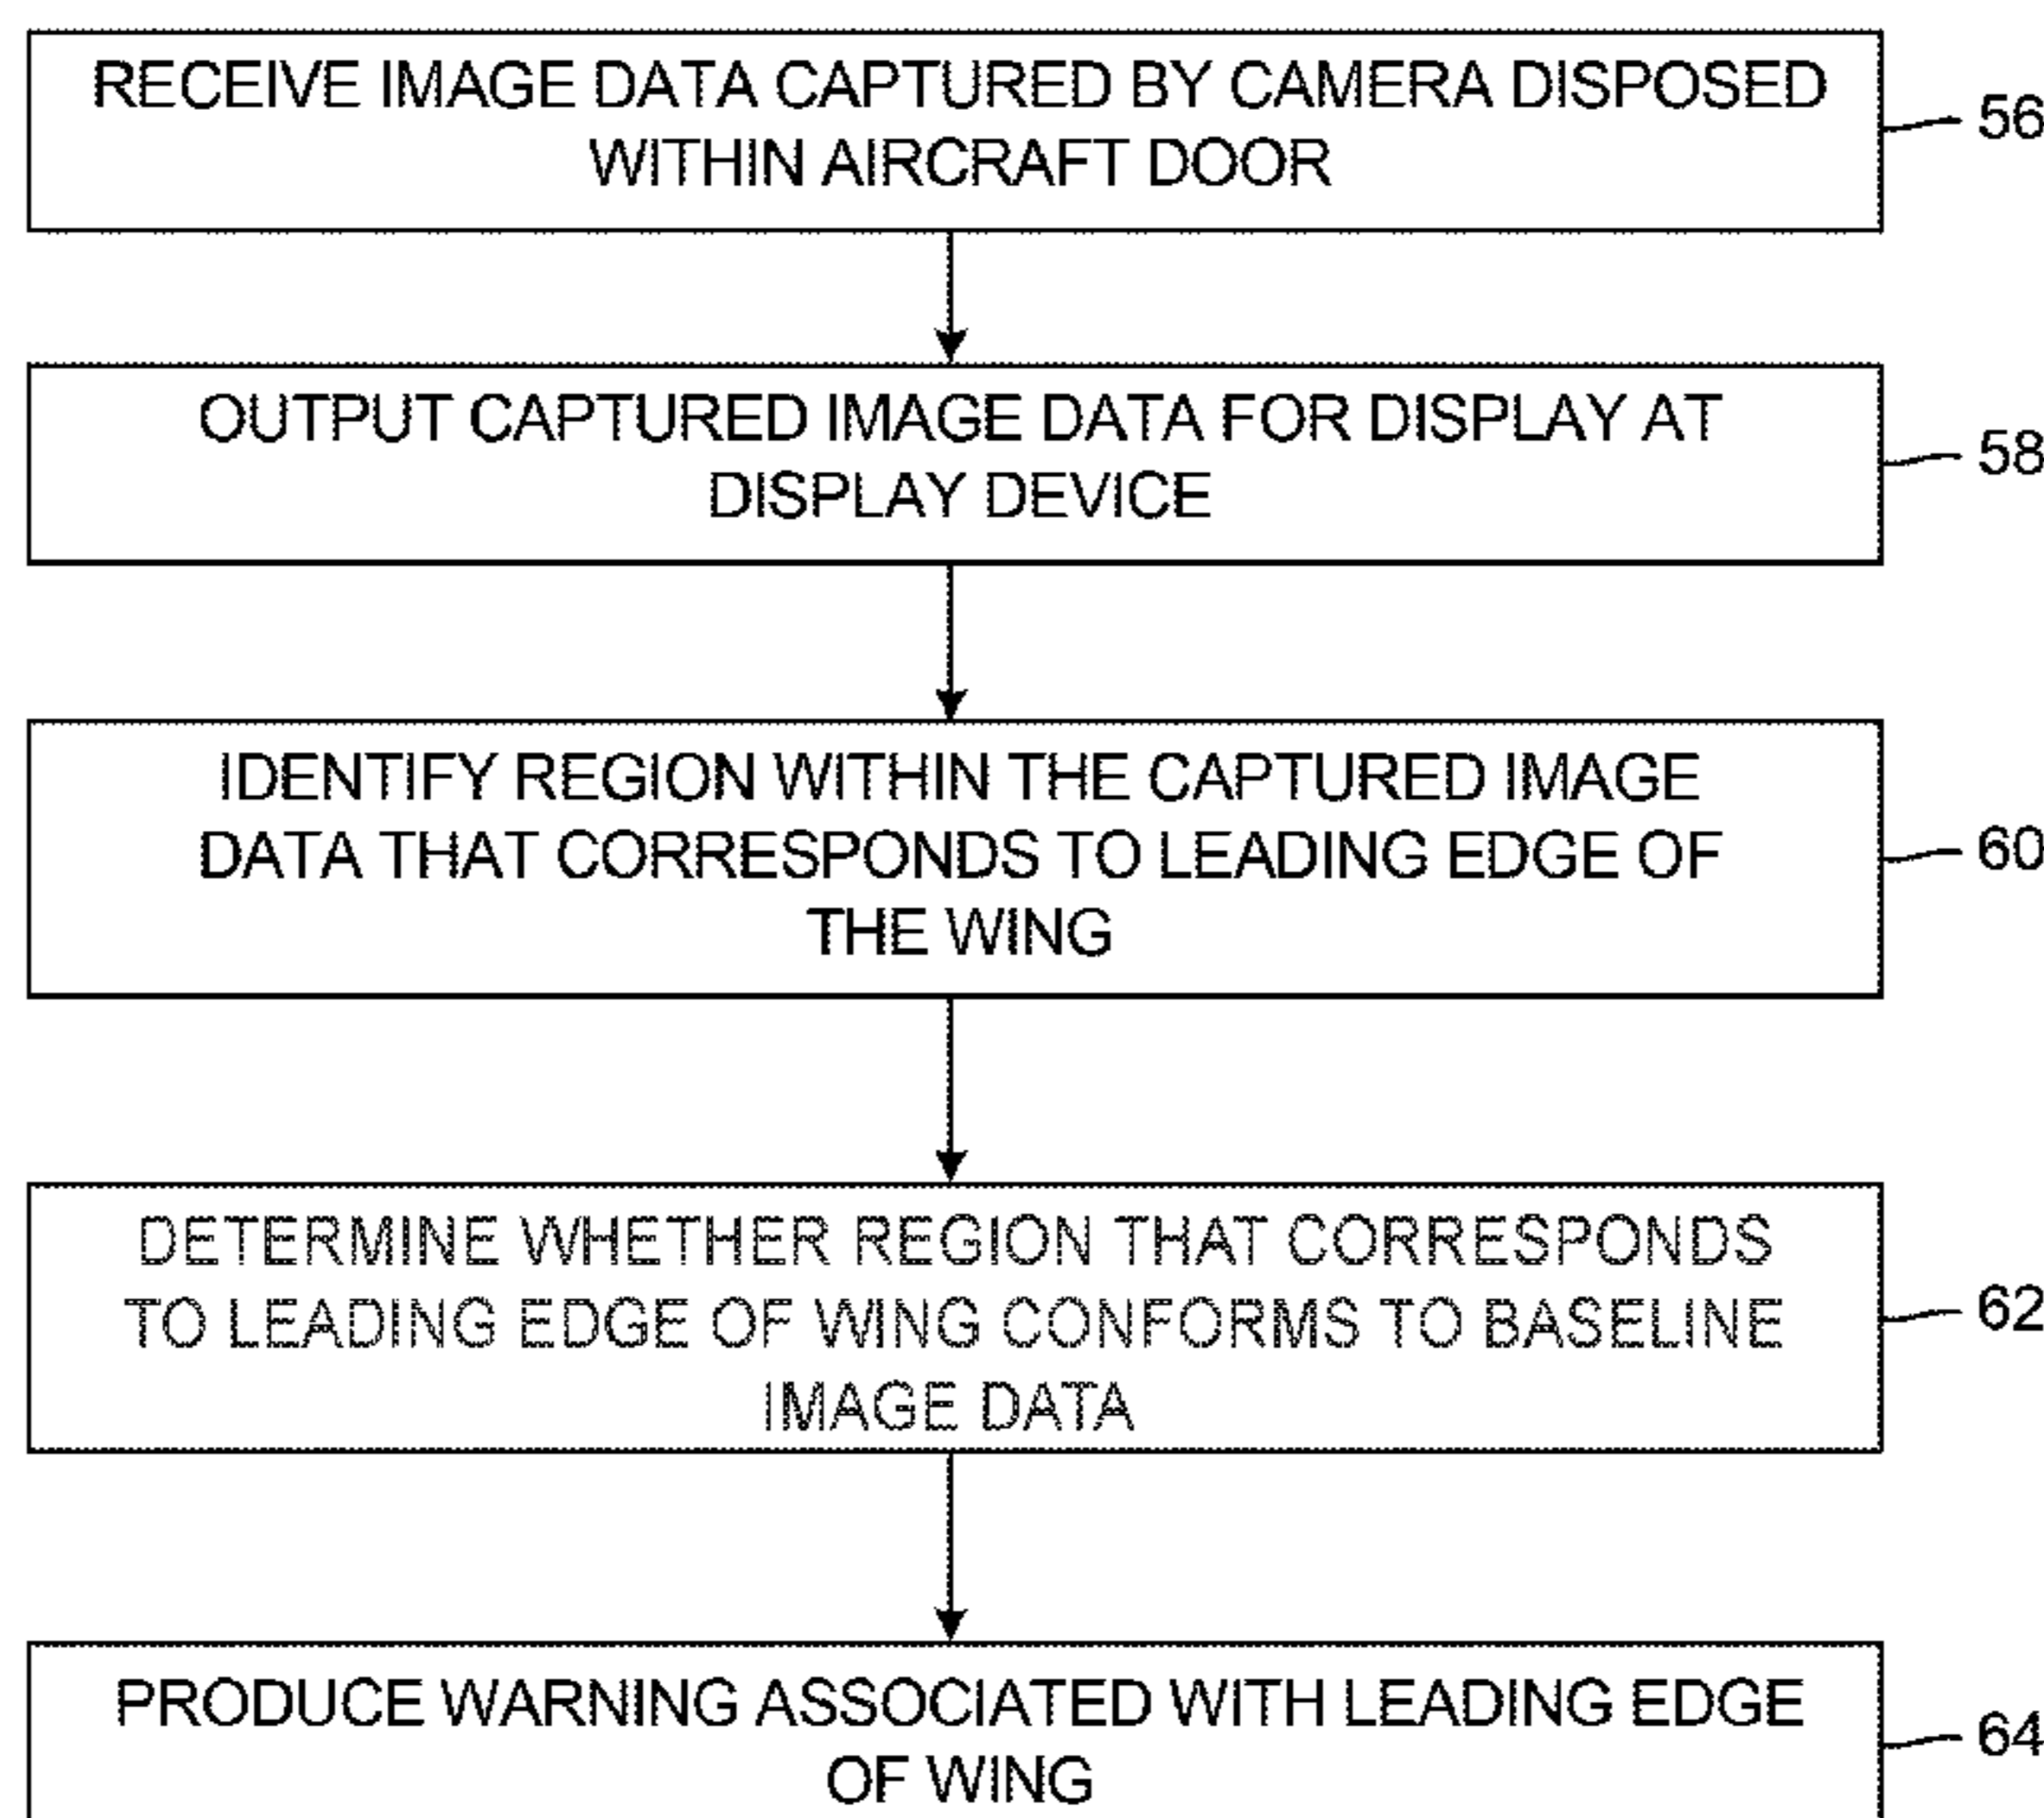 RECEIVE IMAGE DATA CAPTURED BY CAMERA DISPOSED
WITHIN AIRCRAFT DOOR
56
OUTPUT CAPTURED IMAGE DATA FOR DISPLAY AT
DISPLAY DEVICE
58
IDENTIFY REGION WITHIN THE CAPTURED IMAGE
DATA THAT CORRESPONDS TO LEADING EDGE OF
THE WING
60
DETERMINE WHETHER REGION THAT CORRESPONDS
TO LEADING EDGE OF WING CONFORMS TO BASELINE
IMAGE DATA
62
PRODUCE WARNING ASSOCIATED WITH LEADING EDGE
OF WING
64